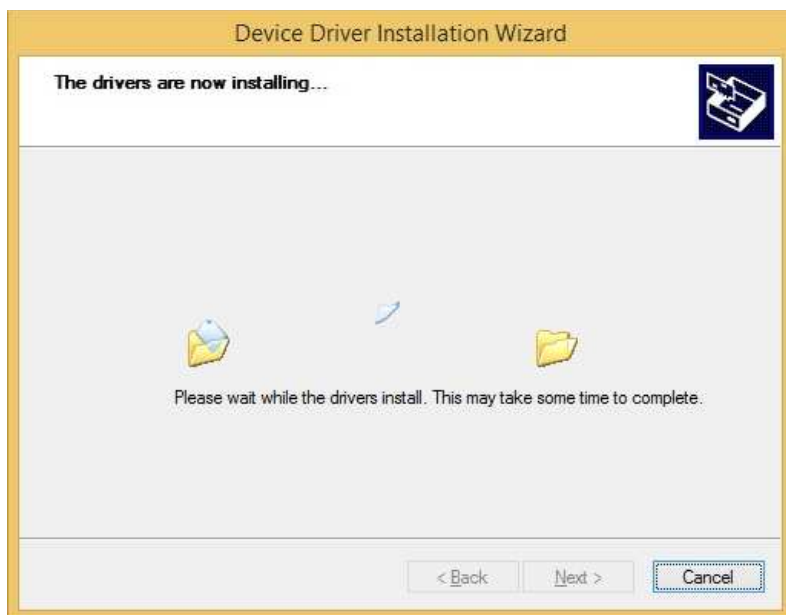 Device Driver Installation Wizard
The drivers are now installing...
Please wait while the drivers install. This may take some time to complete.
< Back
Next >
Cancel